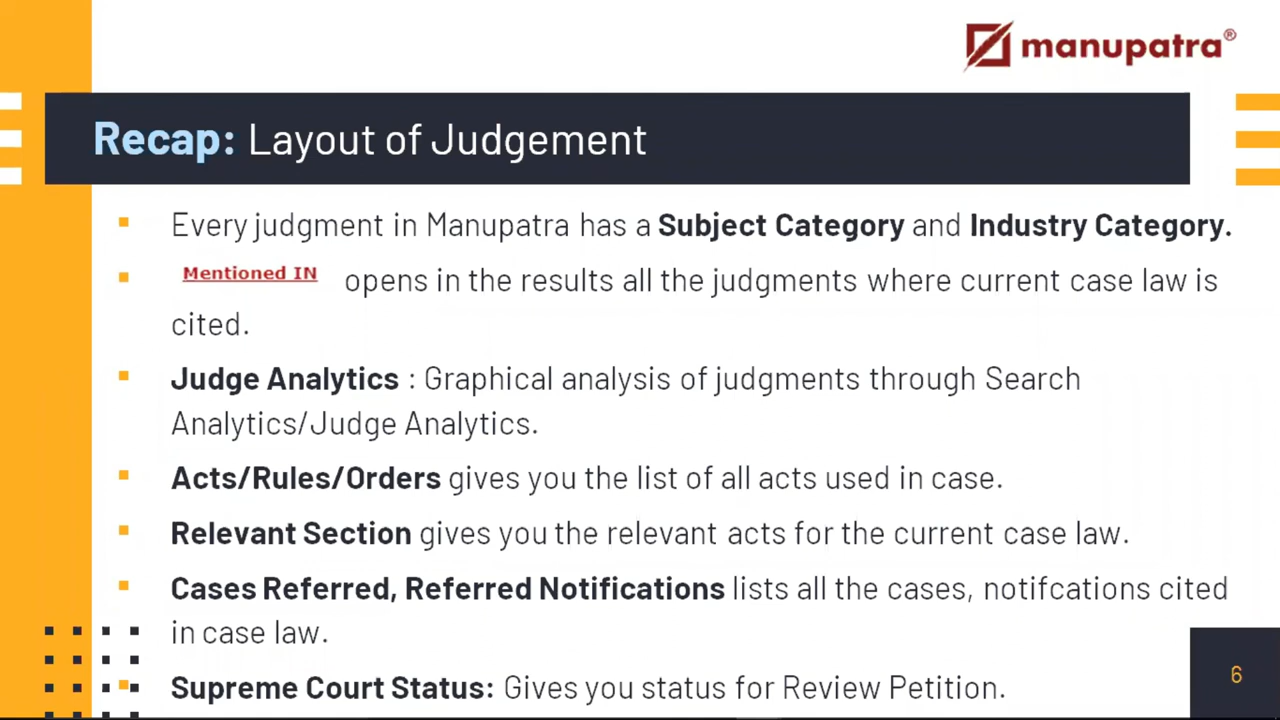 manupatra®
Recap: Layout of Judgement
Every judgment in Manupatra has a Subject Category and Industry Category.
Mentioned IN opens in the results all the judgments where current case law is
cited.
Judge Analytics : Graphical analysis of judgments through Search
Analytics/Judge Analytics.
Acts/Rules/Orders gives you the list of all acts used in case.
Relevant Section gives you the relevant acts for the current case law.
Cases Referred, Referred Notifications lists all the cases, notifcations cited
in case law.
Supreme Court Status: Gives you status for Review Petition.
6